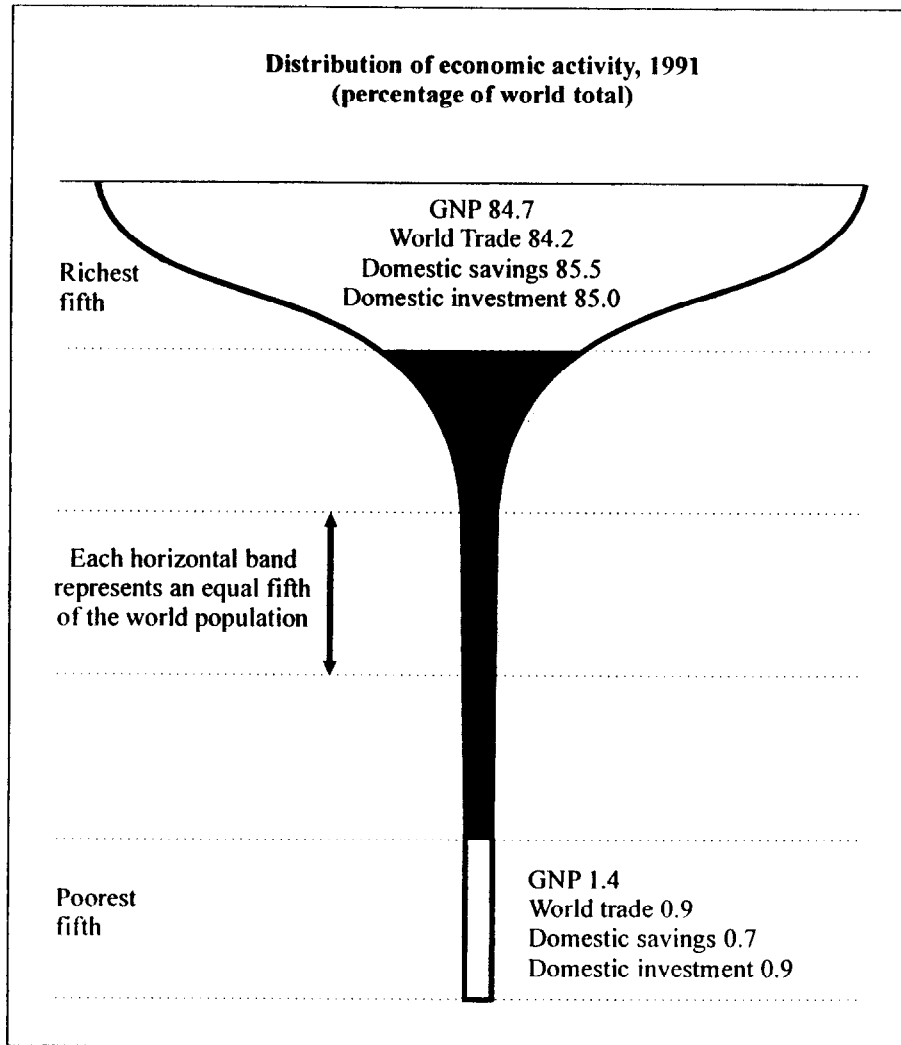 Distribution of economic activity, 1991
(percentage of world total)
GNP 84.7
World Trade 84.2
Domestic savings 85.5
Domestic investment 85.0
Richest
fifth
Each horizontal band
represents an equal fifth
of the world population
Poorest
fifth
GNP 1.4
World trade 0.9
Domestic savings 0.7
Domestic investment 0.9